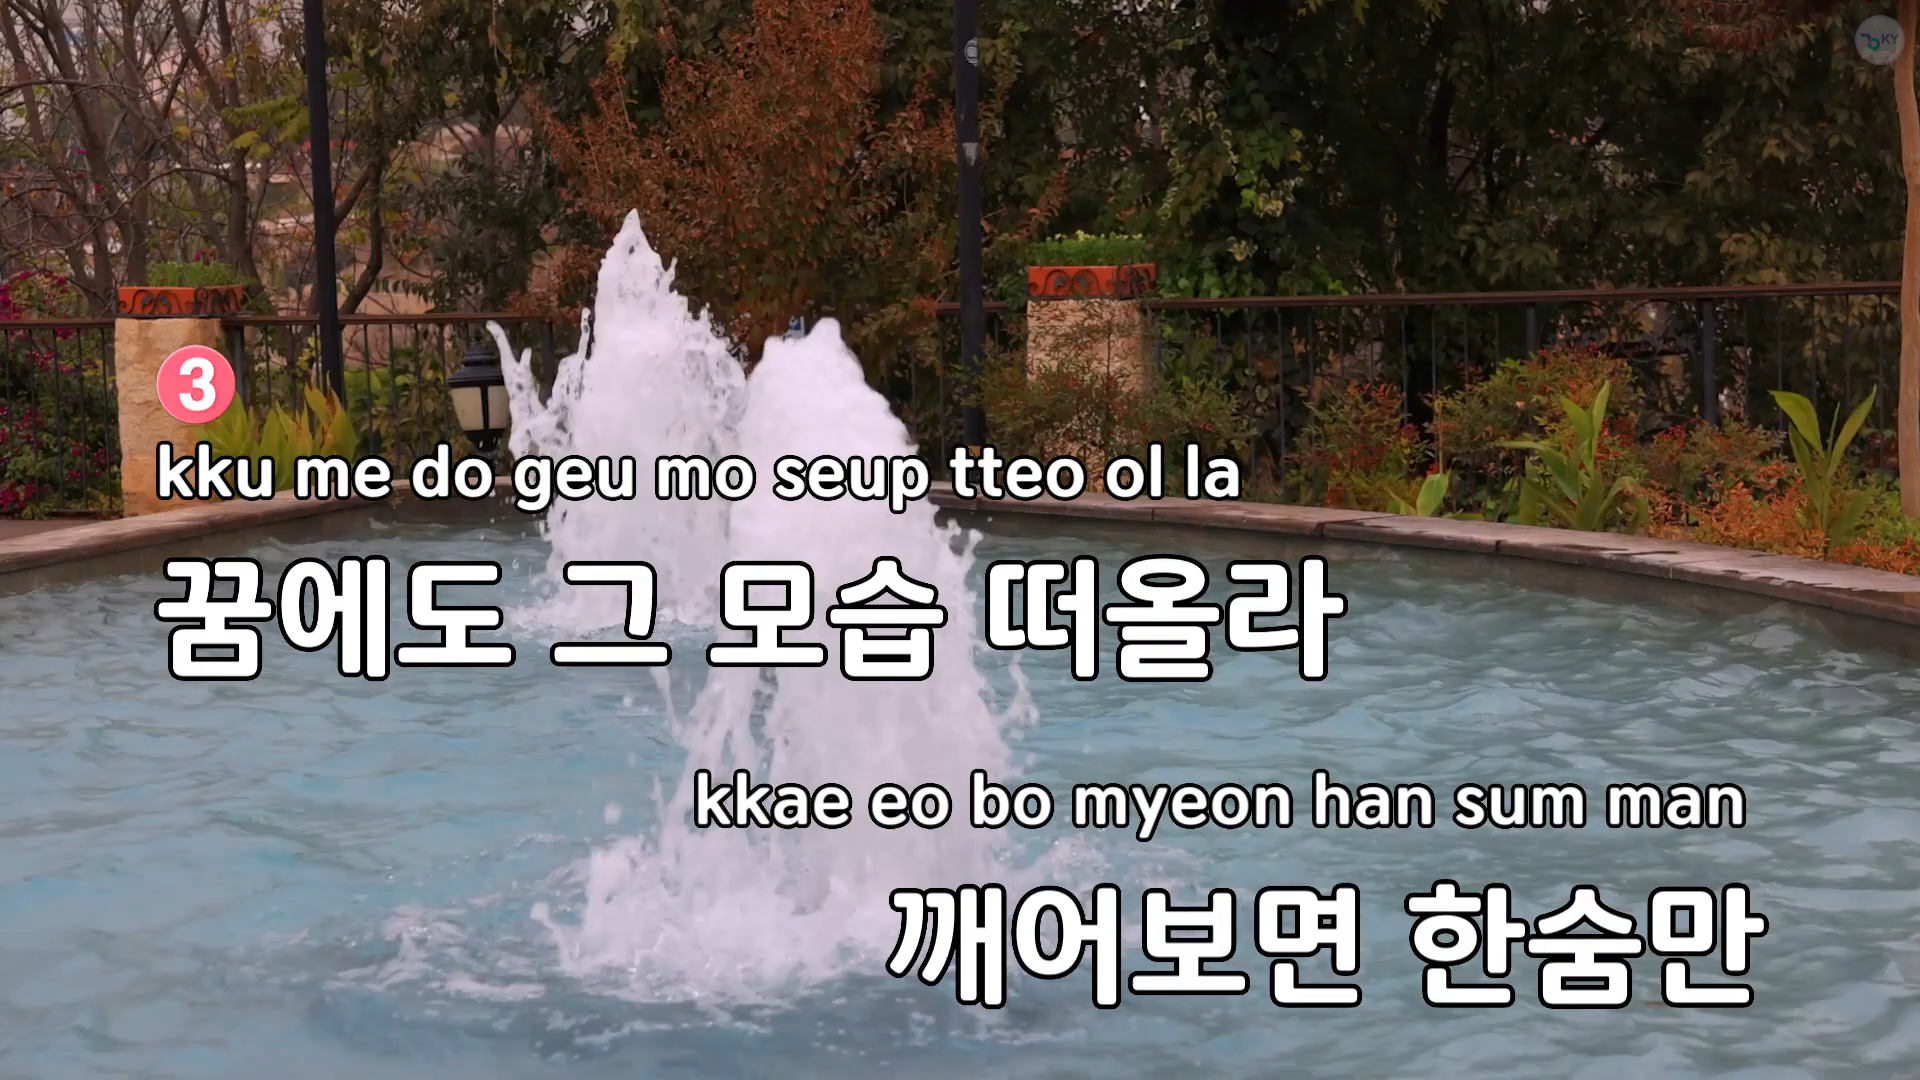 KY
3
kku me do geu mo seup tteo ol la
꿈에도 그 모습 떠올라
kkae eo bo myeon han sum man
깨어보면 한숨만